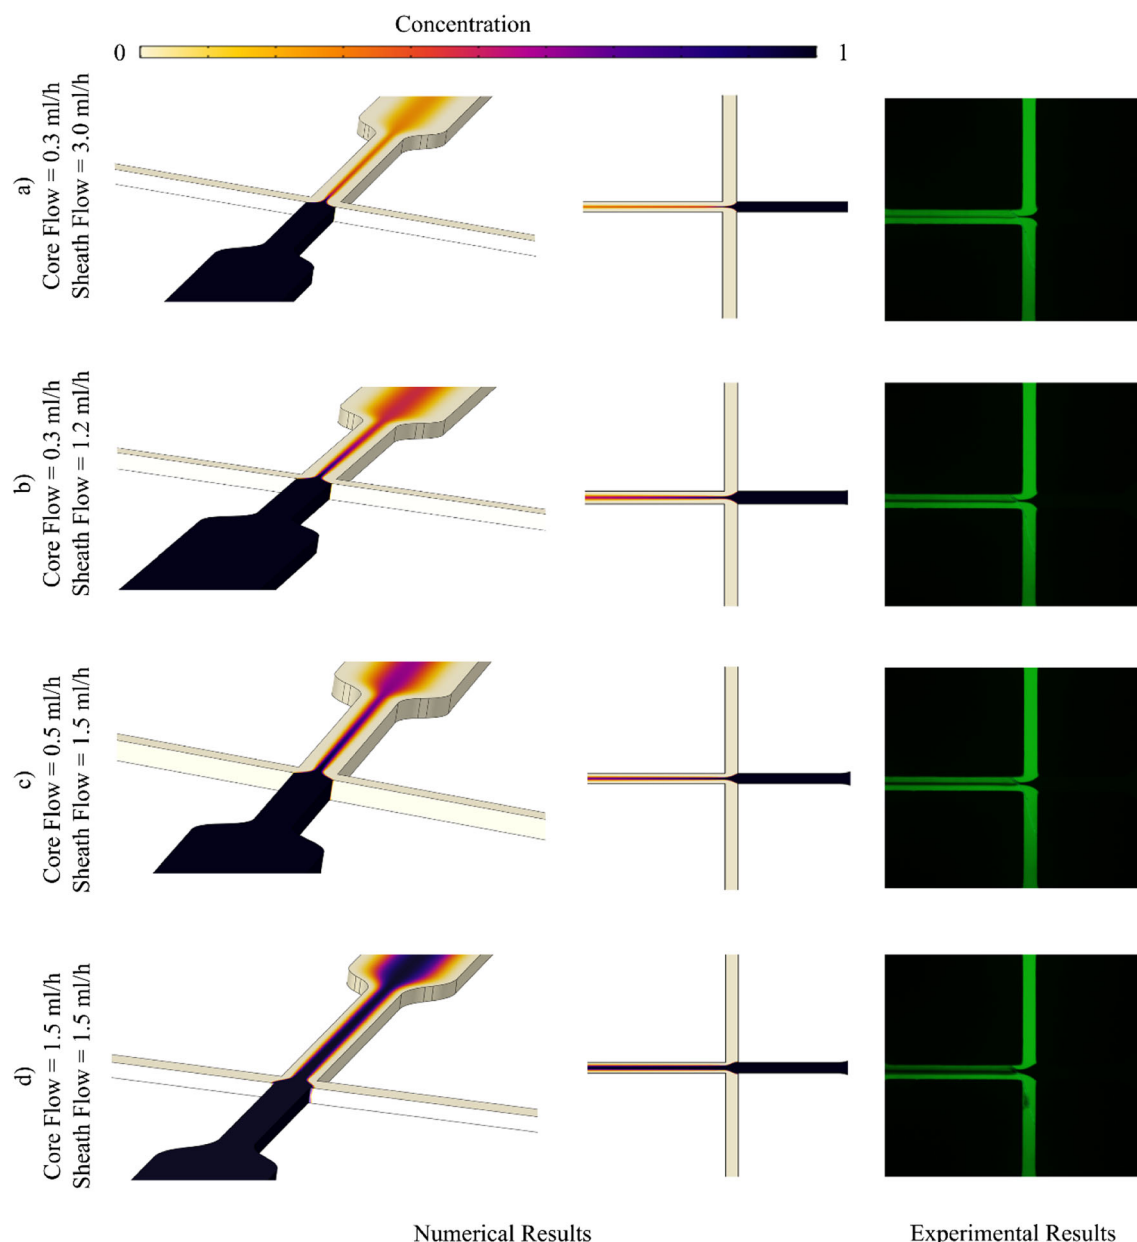 Concentration
0
1
a)
Core Flow = 0.3 ml/h
Sheath Flow = 3.0 ml/h
b)
Core Flow = 0.3 ml/h
Sheath Flow = 1.2 ml/h
c)
Core Flow = 0.5 ml/h
Sheath Flow = 1.5 ml/h
d)
Core Flow = 1.5 ml/h
Sheath Flow = 1.5 ml/h
Numerical Results
Experimental Results